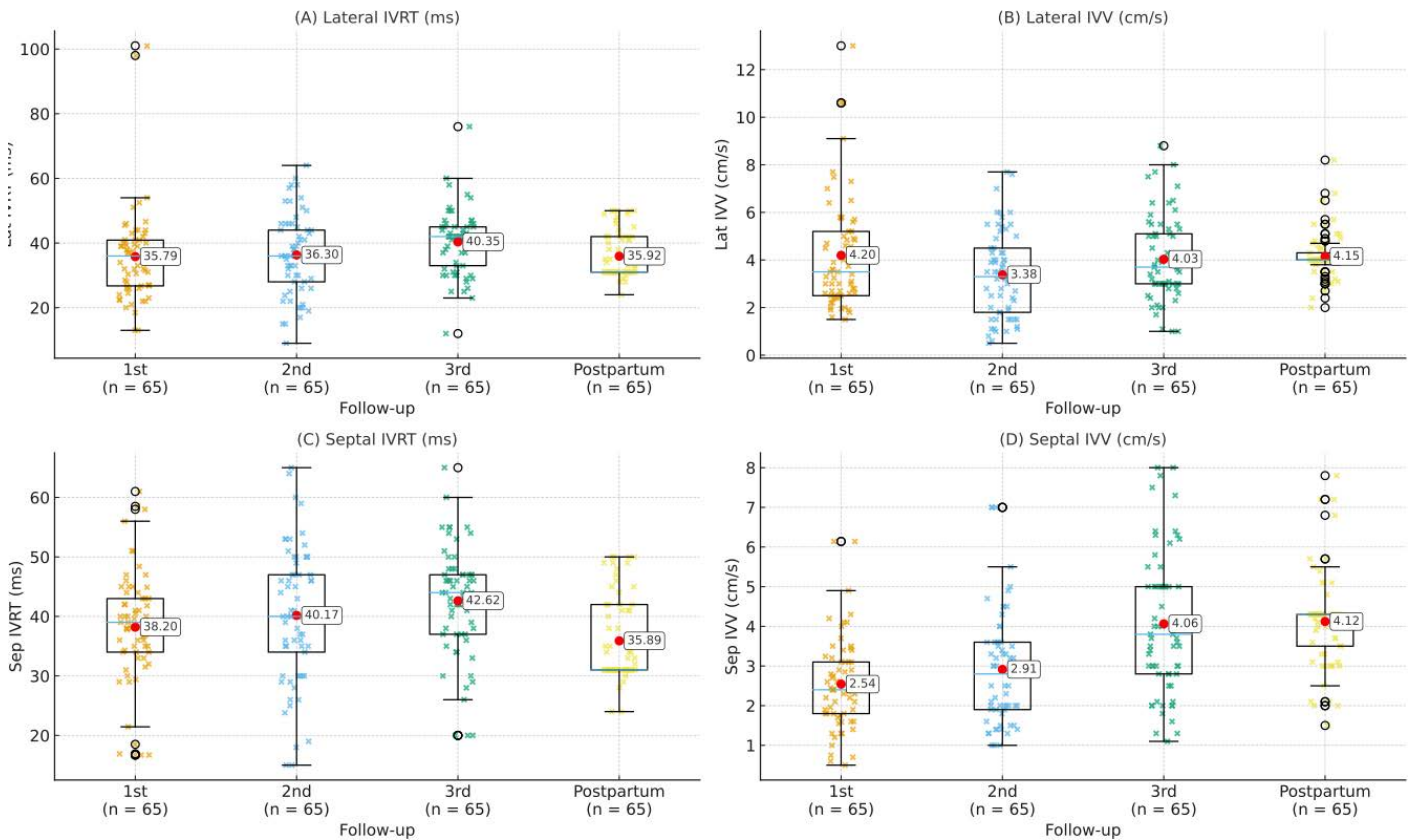 (A) Lateral IVRT (ms)
100
80
60
40
20
35.79
36.30
40.35
35.92
1st
(n = 65)
2nd
(n = 65)
3rd
(n = 65)
Postpartum
(n = 65)
Follow-up
(B) Lateral IVV (cm/s)
Lat IVV (cm/s)
12
10
8
6
4
2
0
4.20
3.38
4.03
4.15
1st
(n = 65)
2nd
(n = 65)
3rd
(n = 65)
Postpartum
(n = 65)
Follow-up
(C) Septal IVRT (ms)
Sep IVRT (ms)
60
50
40
30
20
38.20
40.17
42.62
35.89
1st
(n = 65)
2nd
(n = 65)
3rd
(n = 65)
Postpartum
(n = 65)
Follow-up
(D) Septal IVV (cm/s)
Sep IVV (cm/s)
8
7
6
5
4
3
2
1
2.54
2.91
4.06
4.12
1st
(n = 65)
2nd
(n = 65)
3rd
(n = 65)
Postpartum
(n = 65)
Follow-up